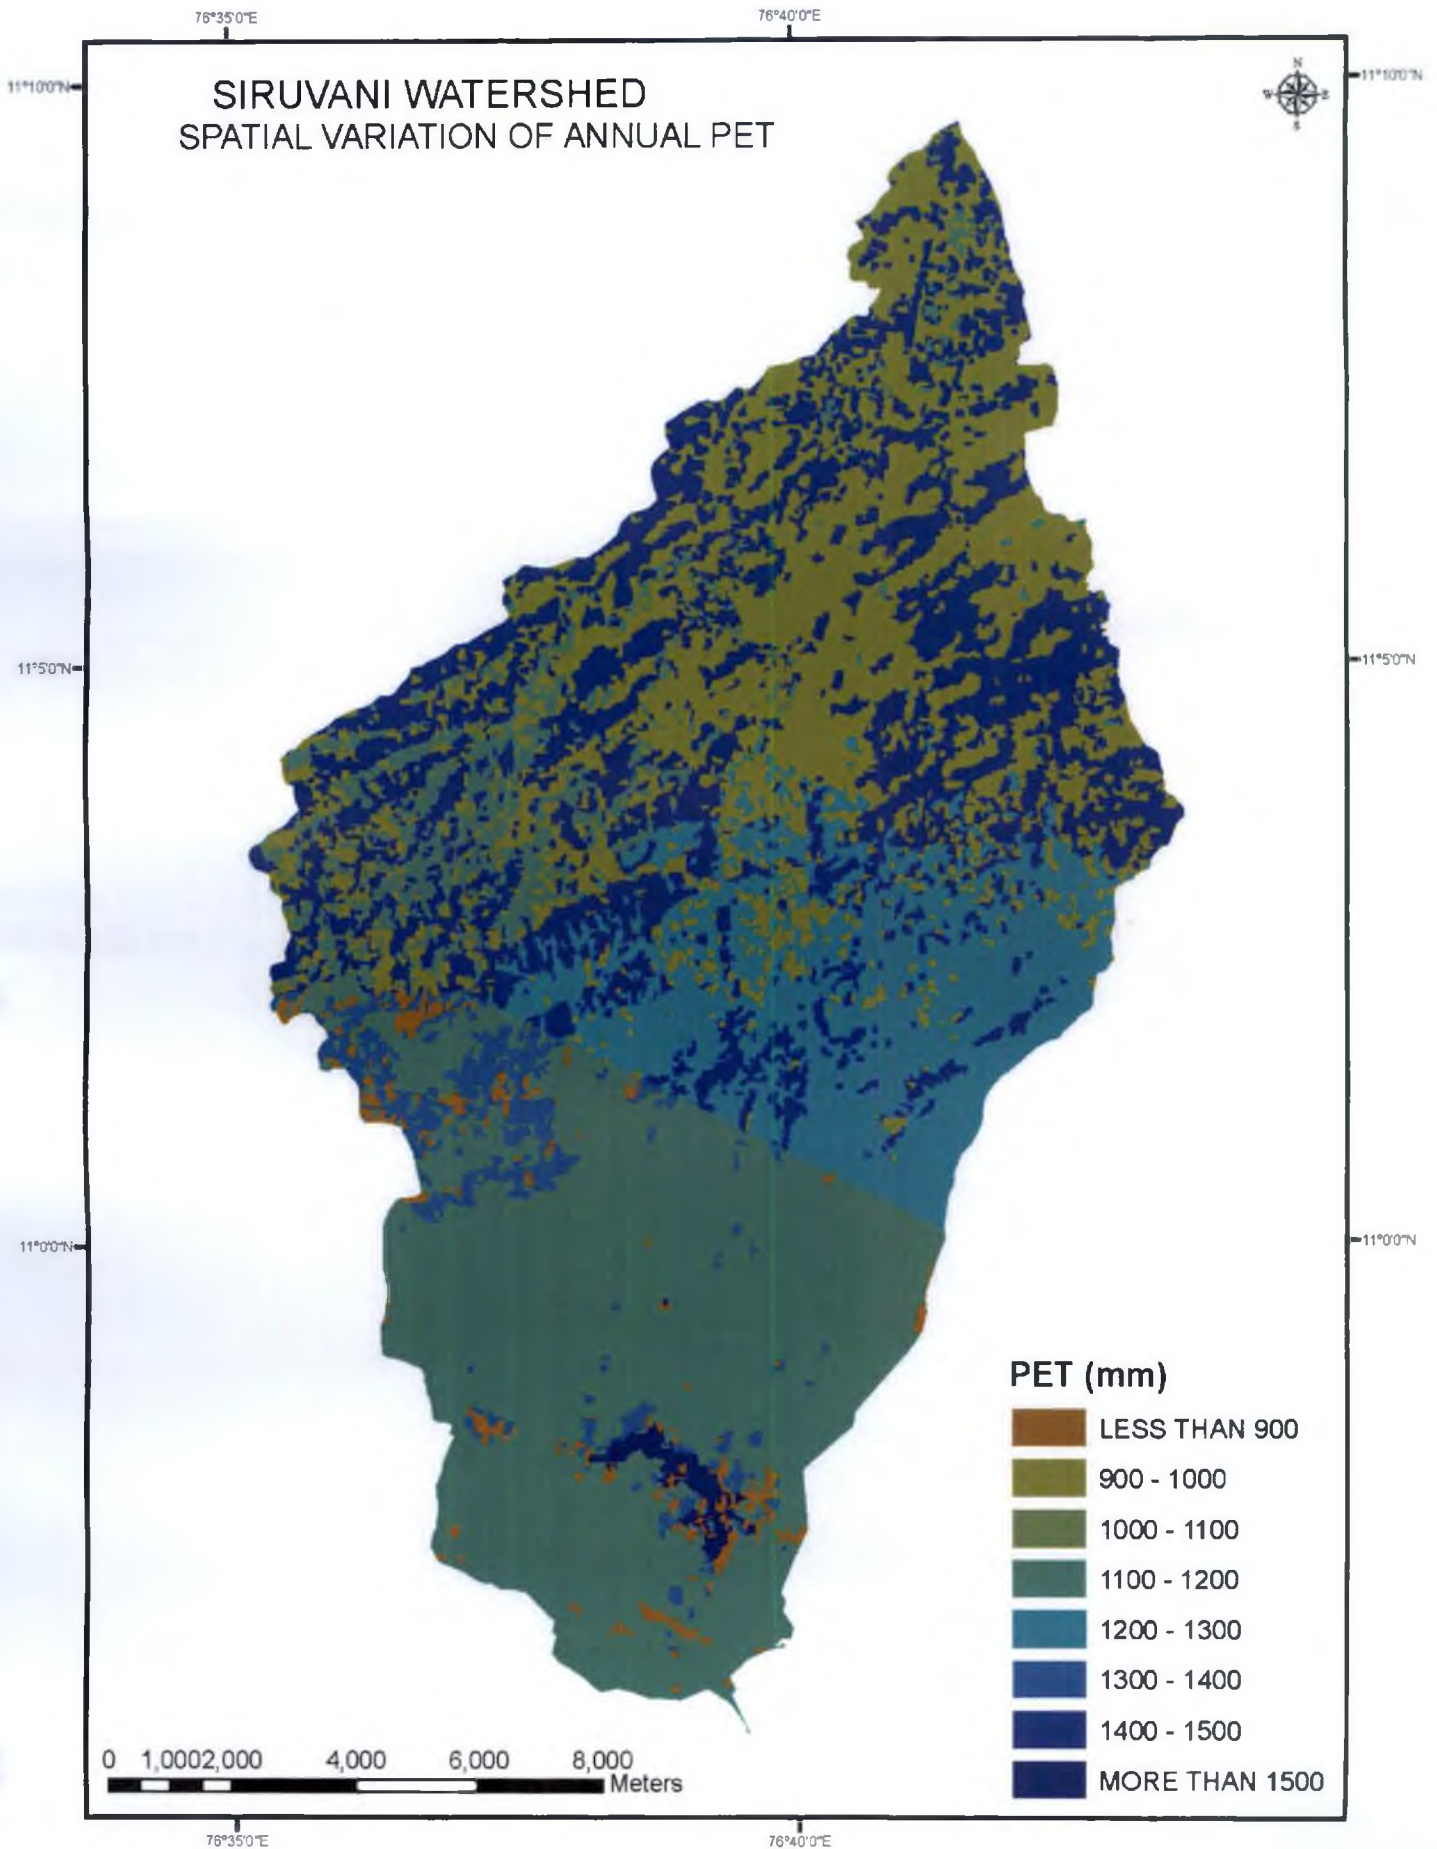 76°35'0"E 76°40'0"E
11°10'0"N 11°10'0"N
SIRUVANI WATERSHED
SPATIAL VARIATION OF ANNUAL PET
N
W E
S
11°5'0"N 11°5'0"N
11°0'0"N 11°0'0"N
PET (mm)
LESS THAN 900
900 - 1000
1000 - 1100
1100 - 1200
1200 - 1300
1300 - 1400
1400 - 1500
MORE THAN 1500
0 1,0002,000 4,000 6,000 8,000
Meters
76°35'0"E 76°40'0"E